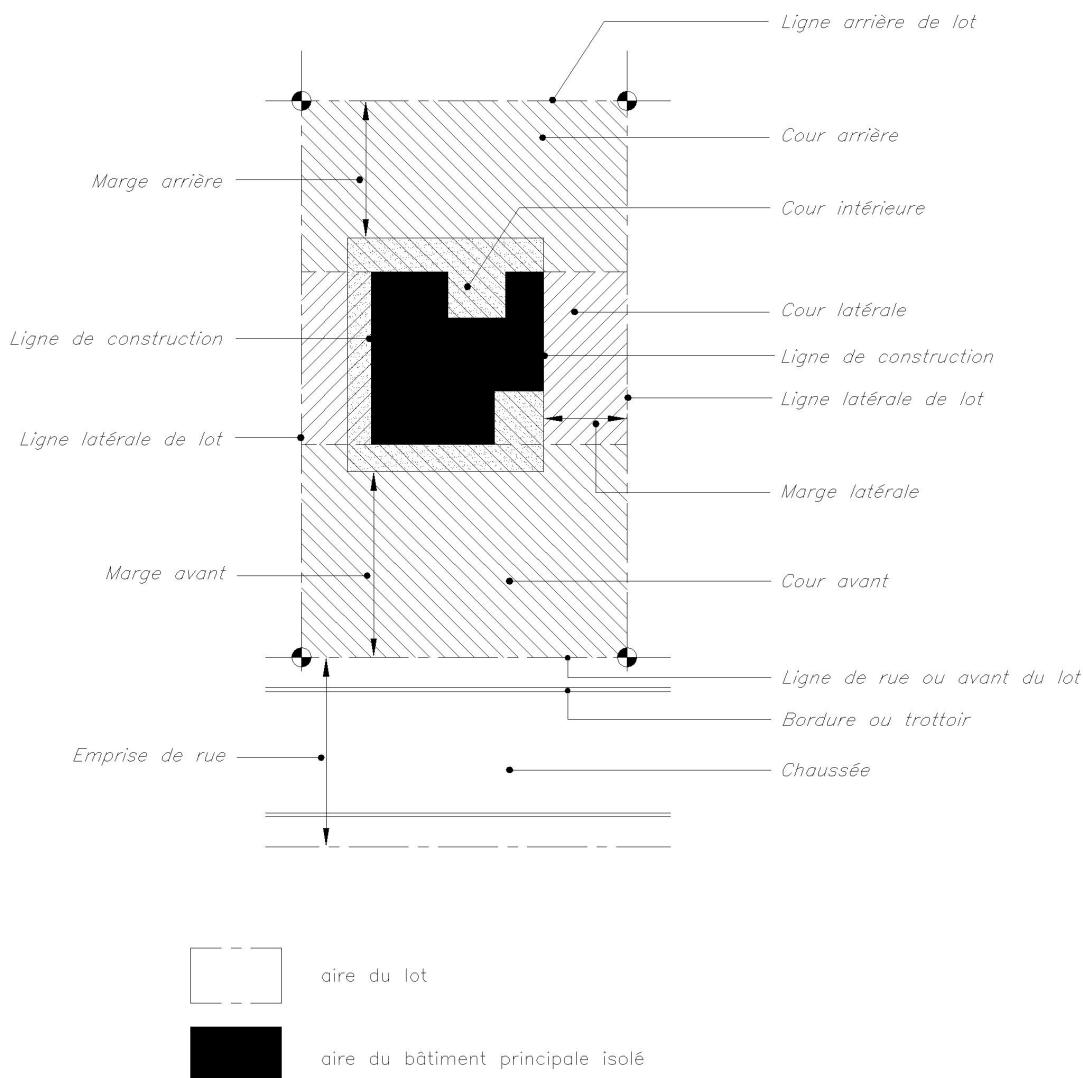 Ligne arrière de lot
Cour arrière
Marge arrière
Cour intérieure
Cour latérale
Ligne de construction
Ligne de construction
Ligne latérale de lot
Ligne latérale de lot
Marge latérale
Marge avant
Cour avant
Ligne de rue ou avant du lot
Bordure ou trottoir
Emprise de rue
Chaussée
aire du lot
aire du bâtiment principale isolé